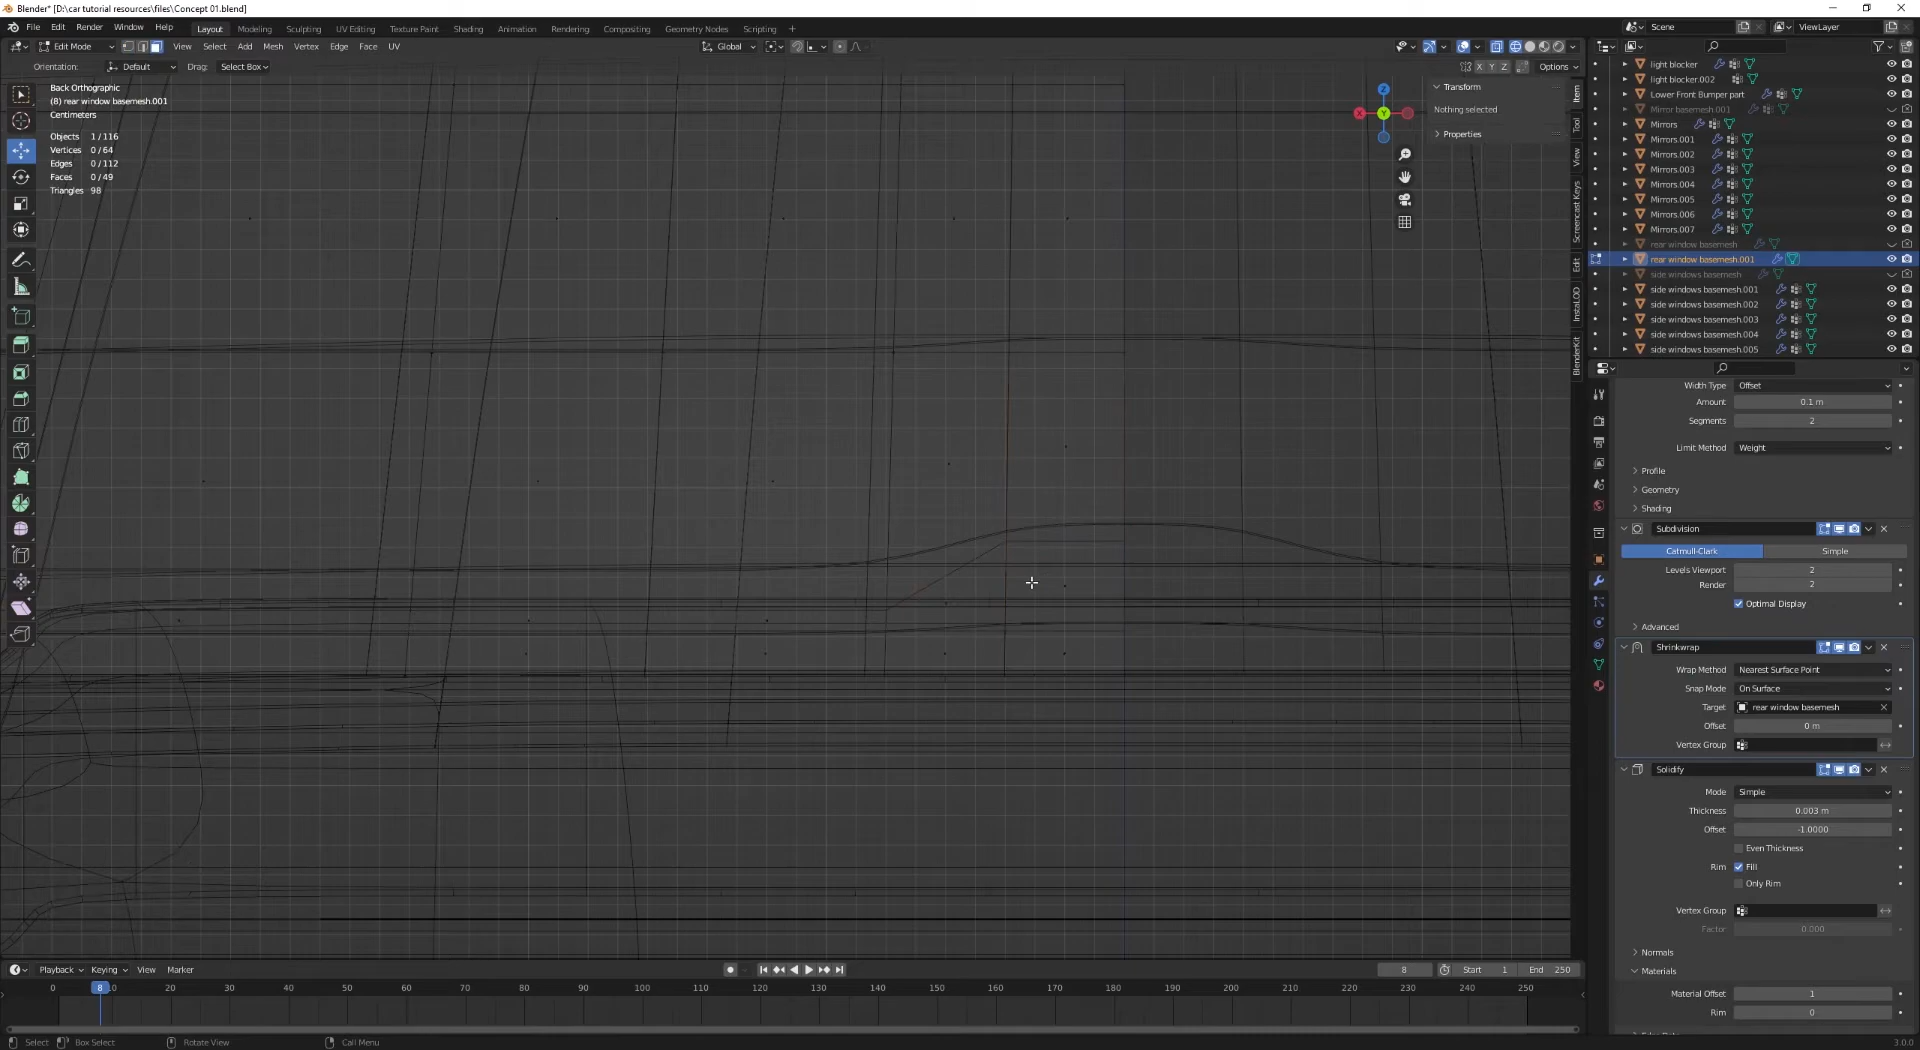 Blender* [D:\car tutorial resources\files\Concept 01.blend]
File Edit Render Window Help
Layout Modeling Sculpting UV Editing Texture Paint Shading Animation Rendering Compositing Geometry Nodes Scripting +
Scene
ViewLayer
Edit Mode
View Select Add Mesh Vertex Edge Face UV
Global
Orientation: Default Drag: Select Box
X Y Z Options
Back Orthographic
(8) rear window basemesh.001
Centimeters
Objects 1/116
Vertices 0/64
Edges 0/112
Faces 0/49
Triangles 98
Z
X
Y
Transform
Nothing selected
Properties
Item
Tool
View
Screencast Keys
Edit
InstaLOD
BlenderKit
light blocker
light blocker.002
Lower Front Bumper part
Mirror basemesh.001
Mirrors
Mirrors.001
Mirrors.002
Mirrors.003
Mirrors.004
Mirrors.005
Mirrors.006
Mirrors.007
rear window basemesh
rear window basemesh.001
side windows basemesh
side windows basemesh.001
side windows basemesh.002
side windows basemesh.003
side windows basemesh.004
side windows basemesh.005
Width Type Offset
Amount 0.1 m
Segments 2
Limit Method Weight
Profile
Geometry
Shading
Subdivision
Catmull-Clark Simple
Levels Viewport 2
Render 2
Optimal Display
Advanced
Shrinkwrap
Wrap Method Nearest Surface Point
Snap Mode On Surface
Target rear window basemesh
Offset 0 m
Vertex Group
Solidify
Mode Simple
Thickness 0.003 m
Offset -1.0000
Even Thickness
Rim Fill
Only Rim
Vertex Group
Factor 0.000
Normals
Materials
Material Offset 1
Rim 0
Playback Keying View Marker
8 Start 1 End 250
0 8 10 20 30 40 50 60 70 80 90 100 110 120 130 140 150 160 170 180 190 200 210 220 230 240 250
Select Box Select Rotate View Call Menu
3.0.0